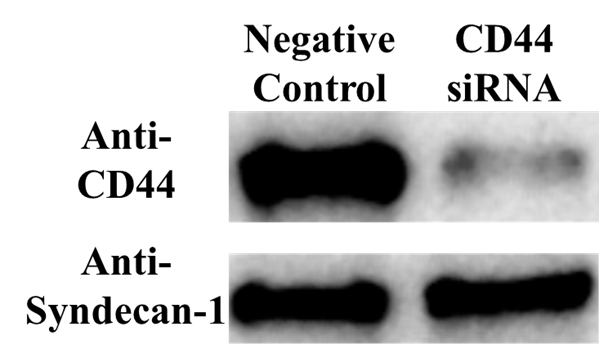 Negative
Control
CD44
siRNA
Anti-
CD44
Anti-
Syndecan-1